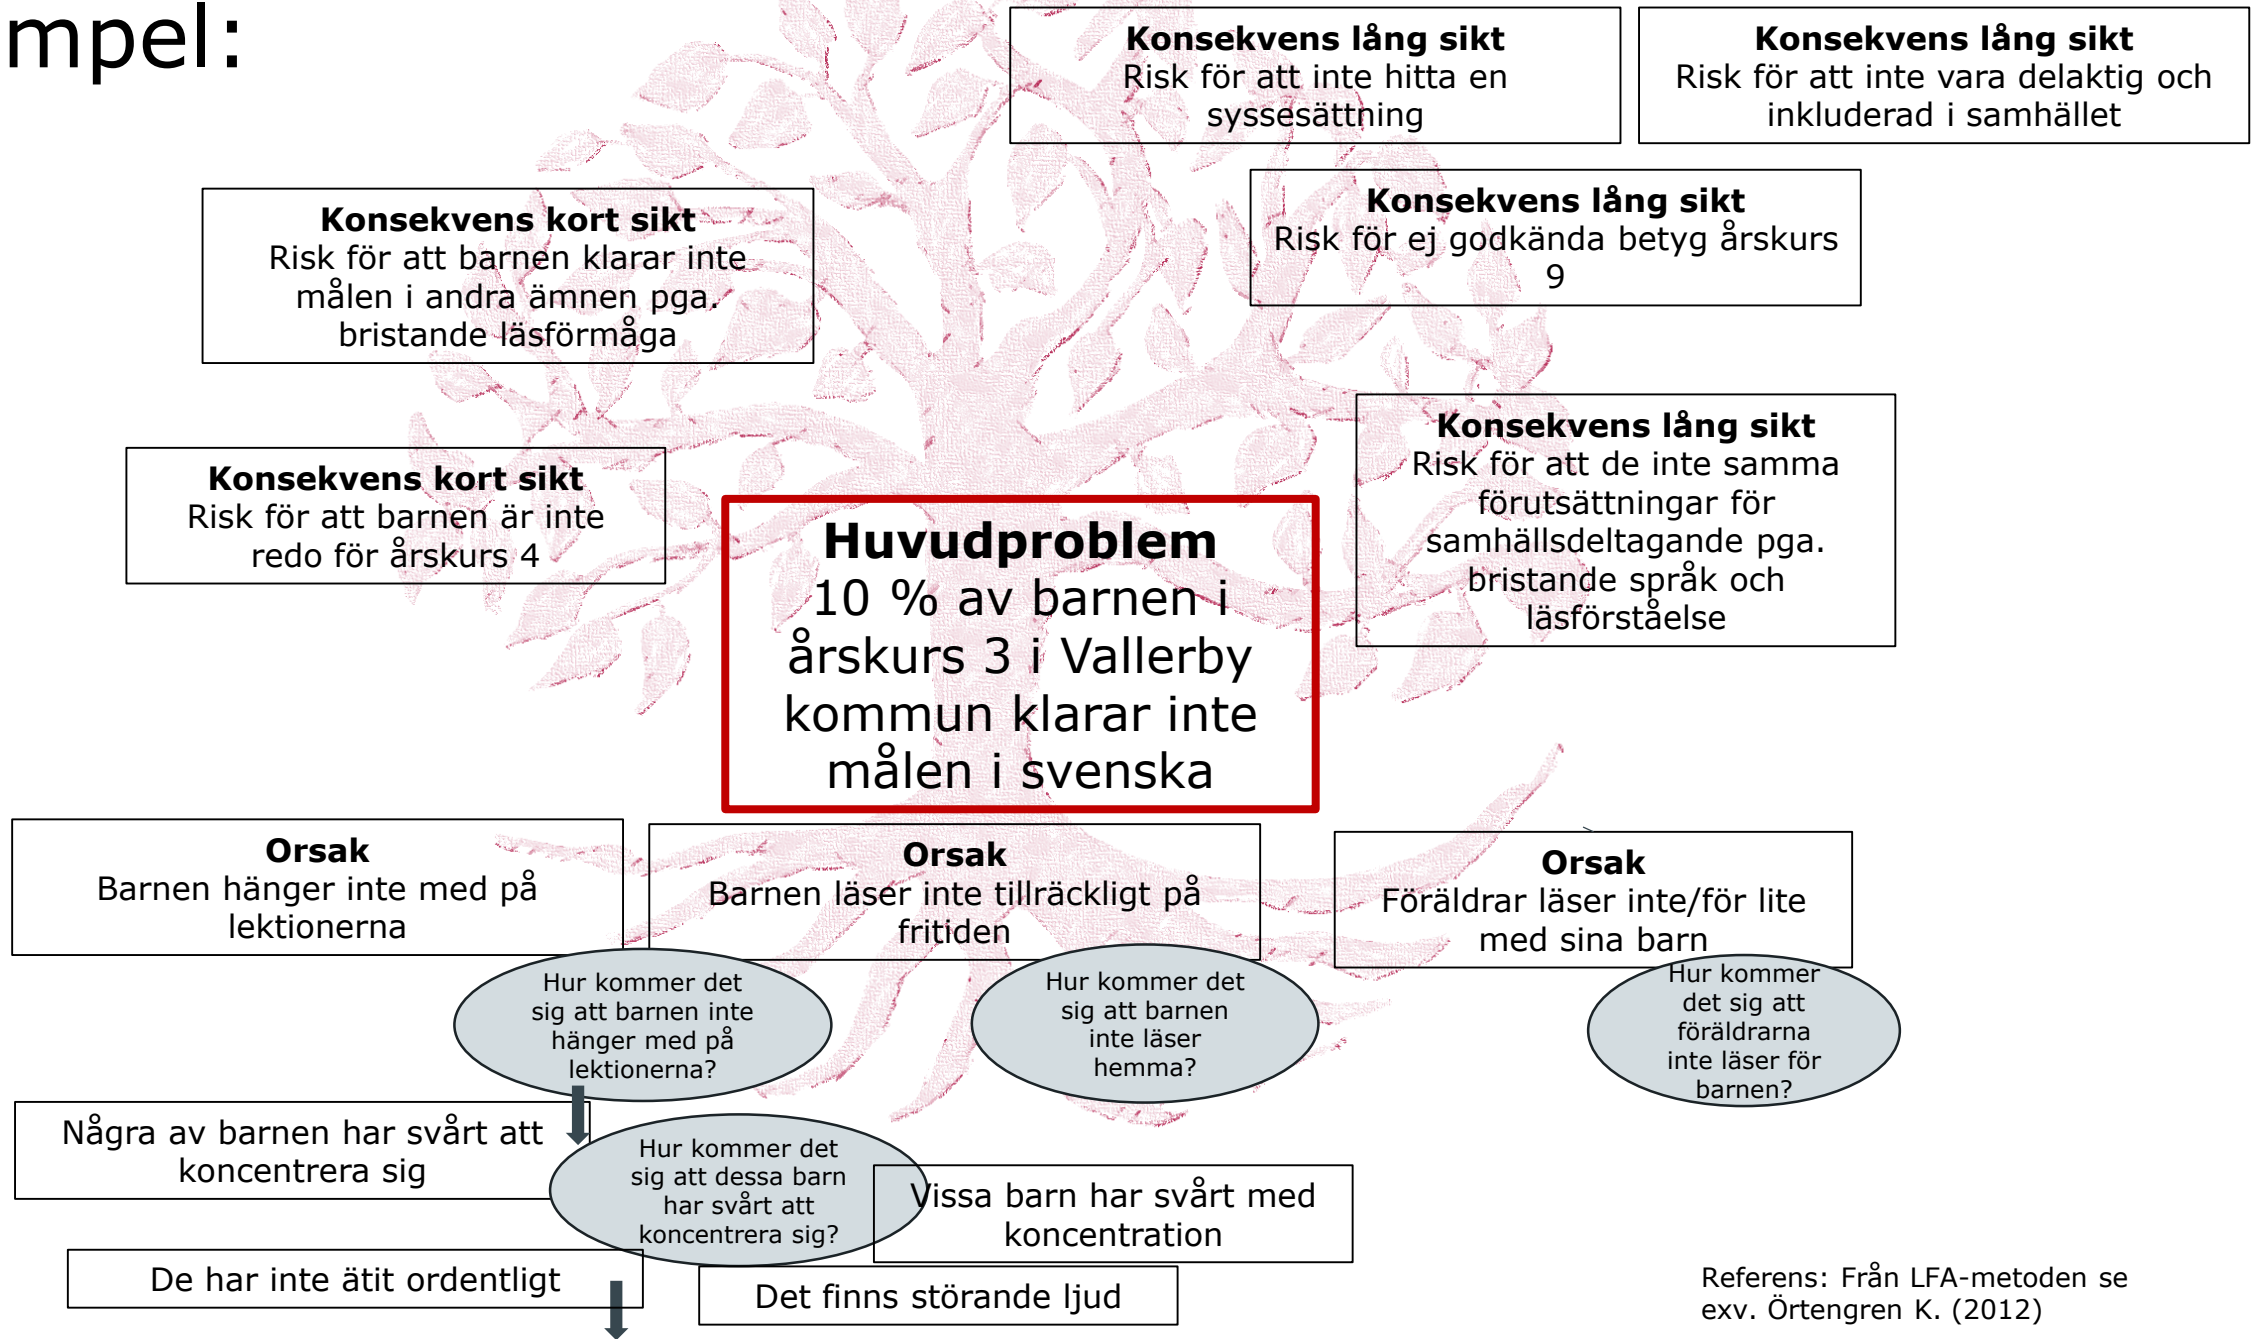 mpel:
Konsekvens lång sikt
Risk för att inte hitta en
syssesättning
Konsekvens lång sikt
Risk för att inte vara delaktig och
inkluderad i samhället
Konsekvens kort sikt
Risk för att barnen klarar inte
målen i andra ämnen pga.
bristande läsförmåga
Konsekvens lång sikt
Risk för ej godkända betyg årskurs
9
Konsekvens kort sikt
Risk för att barnen är inte
redo för årskurs 4
Konsekvens lång sikt
Risk för att de inte samma
förutsättningar för
samhällsdeltagande pga.
bristande språk och
läsförståelse
Huvudproblem
10 % av barnen i
årskurs 3 i Vallerby
kommun klarar inte
målen i svenska
Orsak
Barnen hänger inte med på
lektionerna
Orsak
Barnen läser inte tillräckligt på
fritiden
Orsak
Föräldrar läser inte/för lite
med sina barn
Hur kommer det
sig att barnen inte
hänger med på
lektionerna?
Hur kommer det
sig att barnen
inte läser
hemma?
Hur kommer
det sig att
föräldrarna
inte läser för
barnen?
Några av barnen har svårt att
koncentrera sig
Hur kommer det
sig att dessa barn
har svårt att
koncentrera sig?
Vissa barn har svårt med
koncentration
De har inte ätit ordentligt
Det finns störande ljud
Referens: Från LFA-metoden se
exv. Örtengren K. (2012)